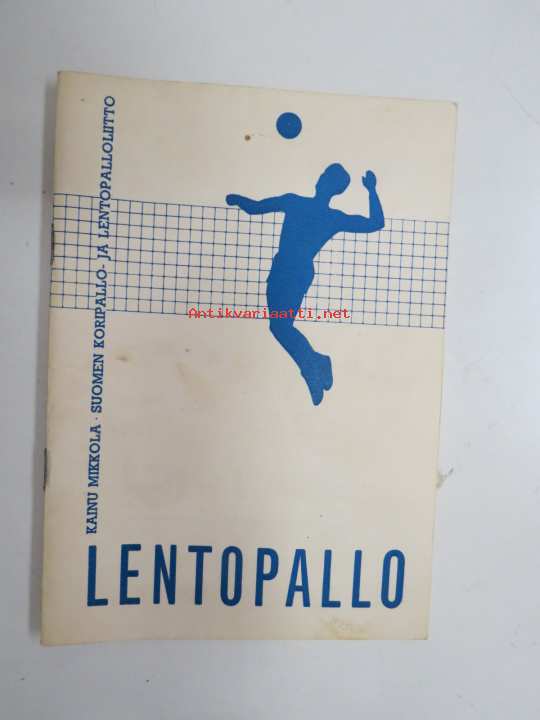 KAINU MIKKOLA · SUOMEN KORIPALLO- JA LENTOPALLOLIITTO
Antikvariaatti.net
LENTOPALLO